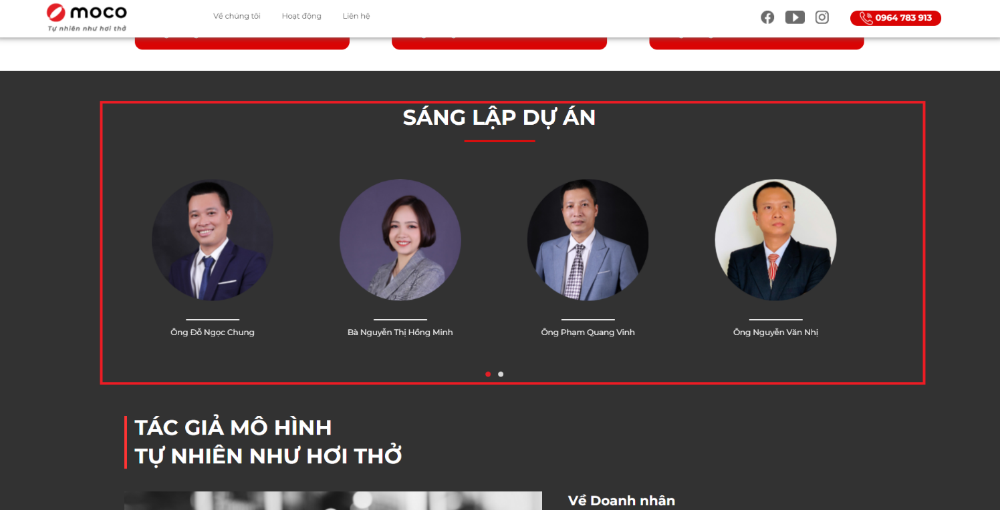 moco
Tự nhiên như hơi thở
Về chúng tôi
Hoạt động
Liên hệ
0964 783 913
SÁNG LẬP DỰ ÁN
Ông Đỗ Ngọc Chung
Bà Nguyễn Thị Hồng Minh
Ông Phạm Quang Vinh
Ông Nguyễn Văn Nhị
TÁC GIẢ MÔ HÌNH
TỰ NHIÊN NHƯ HƠI THỞ
Về Doanh nhân